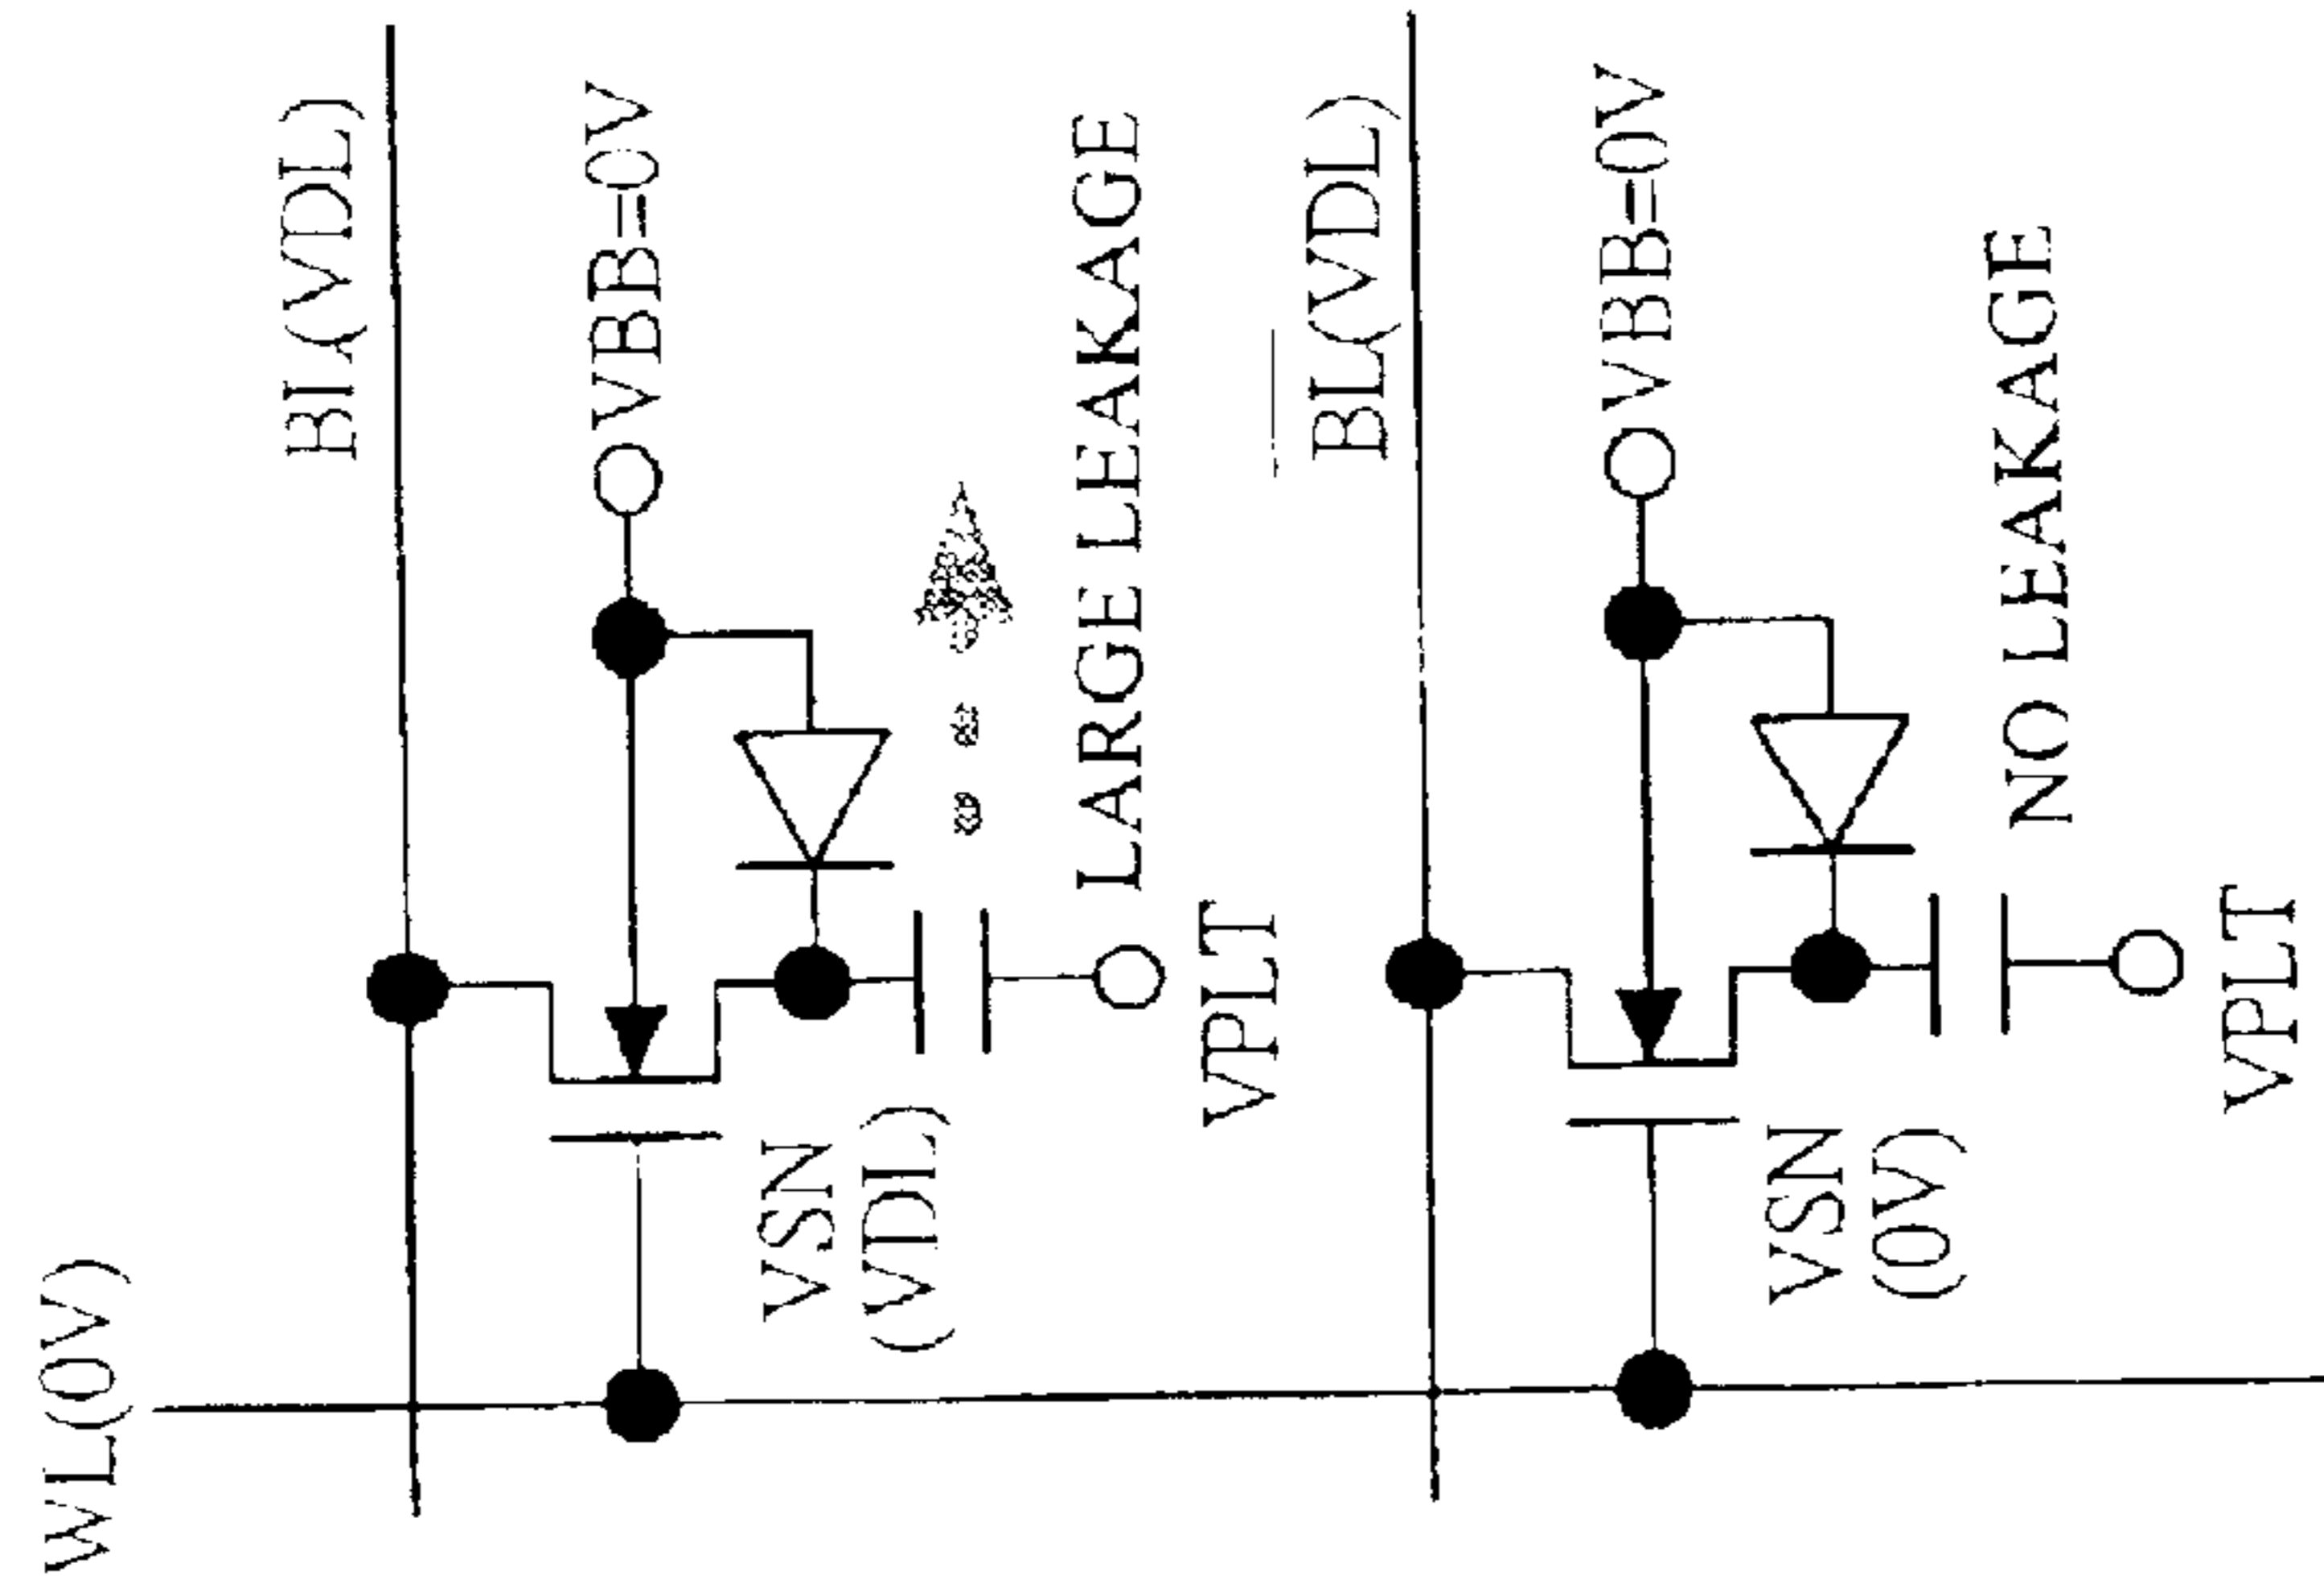 WL(0V)
BL(VDL)
VBB=0V
VSN
(VDL)
LARGE LEAKAGE
VPLT
BL(VDL)
VBB=0V
VSN
(0V)
NO LEAKAGE
VPLT